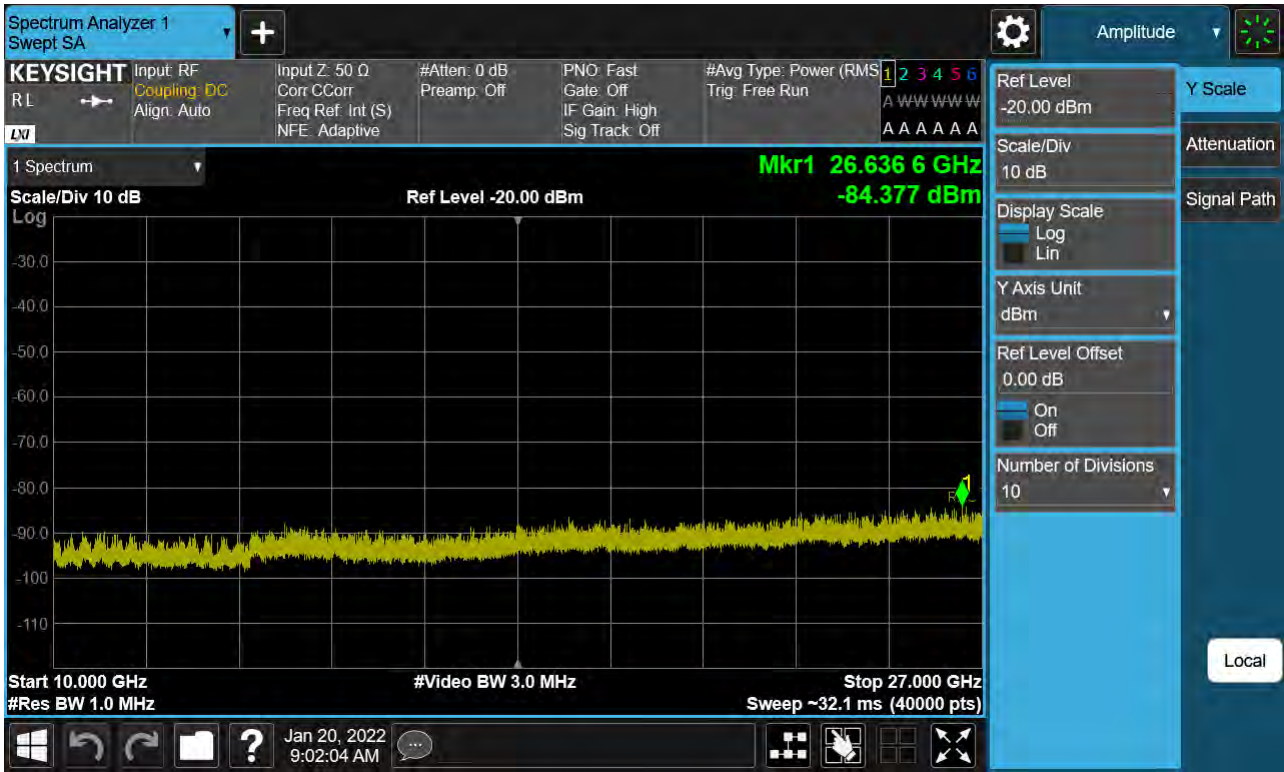 Spectrum Analyzer 1
Swept SA
Amplitude
KEYSIGHT
R L
LXI
Input: RF
Coupling: DC
Align: Auto
Input Z: 50 Ω
Corr CCorr
Freq Ref: Int (S)
NFE: Adaptive
#Atten: 0 dB
Preamp: Off
PNO: Fast
Gate: Off
IF Gain: High
Sig Track: Off
#Avg Type: Power (RMS
Trig: Free Run
1 2 3 4 5 6
A W W W W W
A A A A A A
1 Spectrum
Mkr1 26.636 6 GHz
-84.377 dBm
Scale/Div 10 dB
Ref Level -20.00 dBm
Log
-30.0
-40.0
-50.0
-60.0
-70.0
-80.0
-90.0
-100
-110
1
Start 10.000 GHz
#Video BW 3.0 MHz
Stop 27.000 GHz
#Res BW 1.0 MHz
Sweep ~32.1 ms (40000 pts)
Ref Level
-20.00 dBm
Scale/Div
10 dB
Display Scale
Log
Lin
Y Axis Unit
dBm
Ref Level Offset
0.00 dB
On
Off
Number of Divisions
10
Y Scale
Attenuation
Signal Path
Local
?
Jan 20, 2022
9:02:04 AM